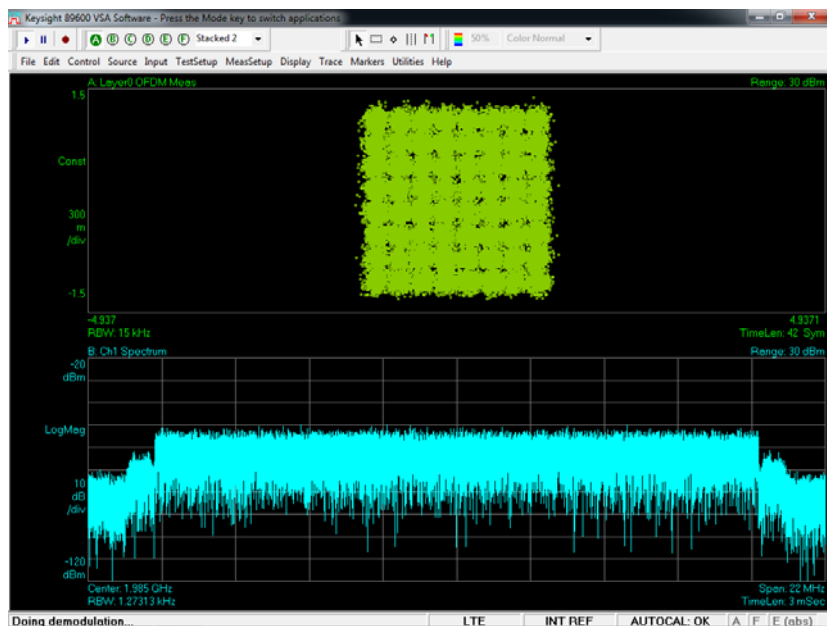 Keysight 89600 VSA Software - Press the Mode key to switch applications
A B C D E F Stacked 2 50% Color Normal
File Edit Control Source Input TestSetup MeasSetup Display Trace Markers Utilities Help
A: Layer0 OFDM Meas Range: 30 dBm
1.5
Const
300
m
/div
-1.5
-4.937 4.9371
RBW: 15 kHz TimeLen: 42 Sym
B: Ch1 Spectrum Range: 30 dBm
-20
dBm
LogMag
10
dB
/div
-120
dBm
Center: 1.985 GHz Span: 22 MHz
RBW: 1.27313 kHz TimeLen: 3 mSec
Doing demodulation... LTE INT REF AUTOCAL: OK A F E (gbs)